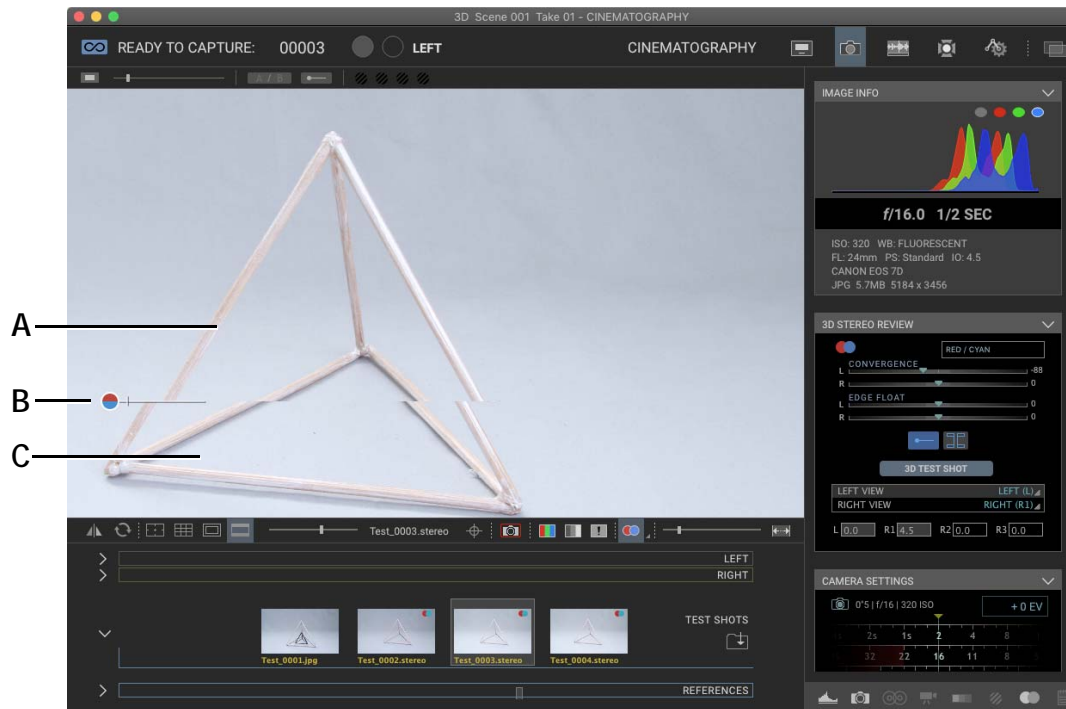 3D Scene 001 Take 01 - CINEMATOGRAPHY
READY TO CAPTURE: 00003 LEFT CINEMATOGRAPHY
A / B
IMAGE INFO
f/16.0 1/2 SEC
ISO: 320 WB: FLUORESCENT
FL: 24mm PS: Standard IO: 4.5
CANON EOS 7D
JPG 5.7MB 5184 x 3456
A
B
C
3D STEREO REVIEW
RED / CYAN
CONVERGENCE
L -88
R 0
EDGE FLOAT
L 0
R 0
3D TEST SHOT
LEFT VIEW LEFT (L)
RIGHT VIEW RIGHT (R1)
L 0.0 R1 4.5 R2 0.0 R3 0.0
Test_0003.stereo
LEFT
RIGHT
TEST SHOTS
Test_0001.jpg Test_0002.stereo Test_0003.stereo Test_0004.stereo
REFERENCES
CAMERA SETTINGS
0"5 | f/16 | 320 ISO + 0 EV
2s 1s 2 4 8
32 22 16 11 8